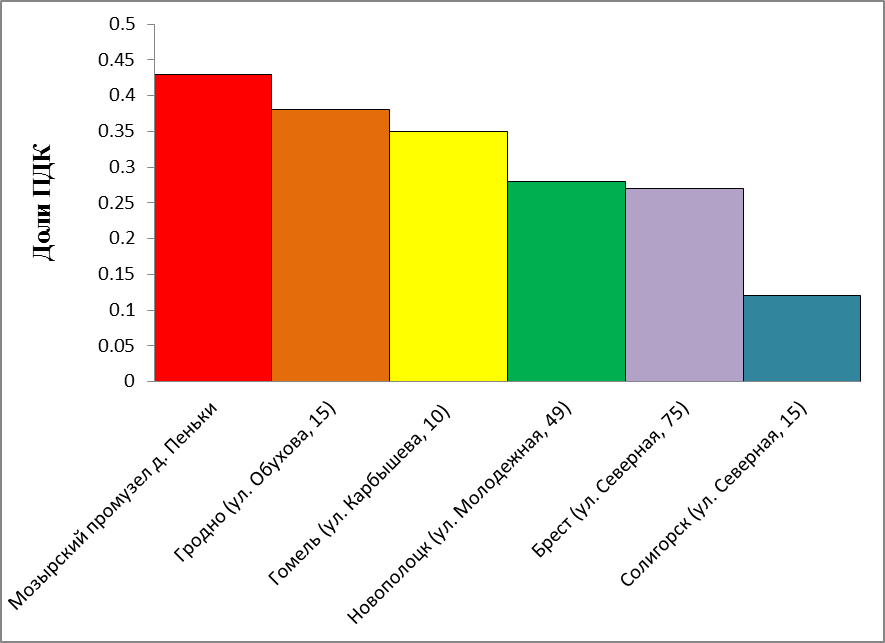 0.5
0.45
0.4
0.35
0.3
0.25
0.2
0.15
0.1
0.05
0
Доли ПДК
Мозырский промузел д. Пеньки
Гродно (ул. Обухова, 15)
Гомель (ул. Карбышева, 10)
Новополоцк (ул. Молодежная, 49)
Брест (ул. Северная, 75)
Солигорск (ул. Северная, 15)